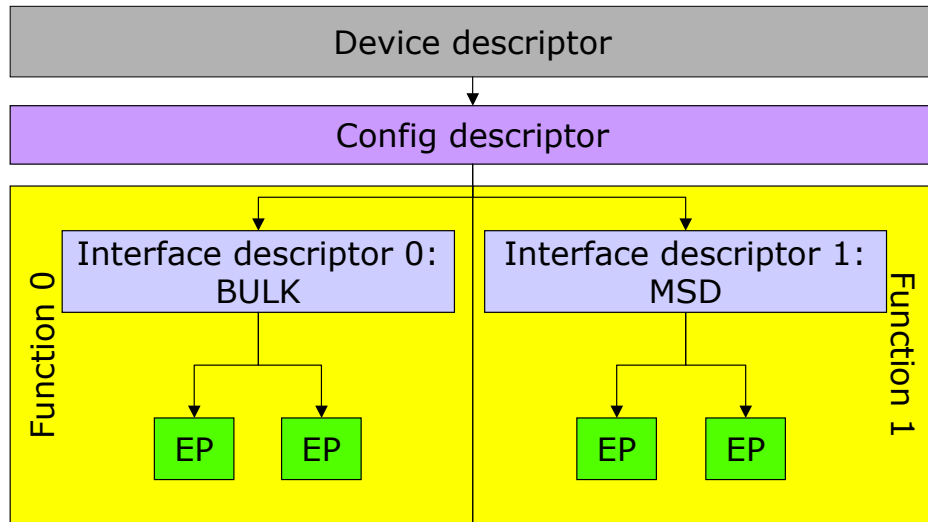 Device descriptor
Config descriptor
Function 0
Interface descriptor 0:
BULK
EP
EP
Interface descriptor 1:
MSD
EP
EP
Function 1